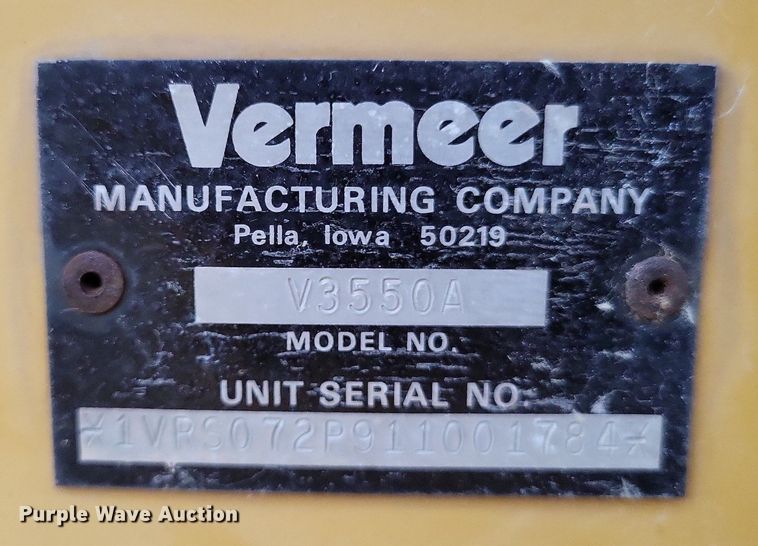 Vermeer
MANUFACTURING COMPANY
Pella, Iowa 50219
V3550A
MODEL NO.
UNIT SERIAL NO.
*1VRS072P911001784*
Purple Wave Auction